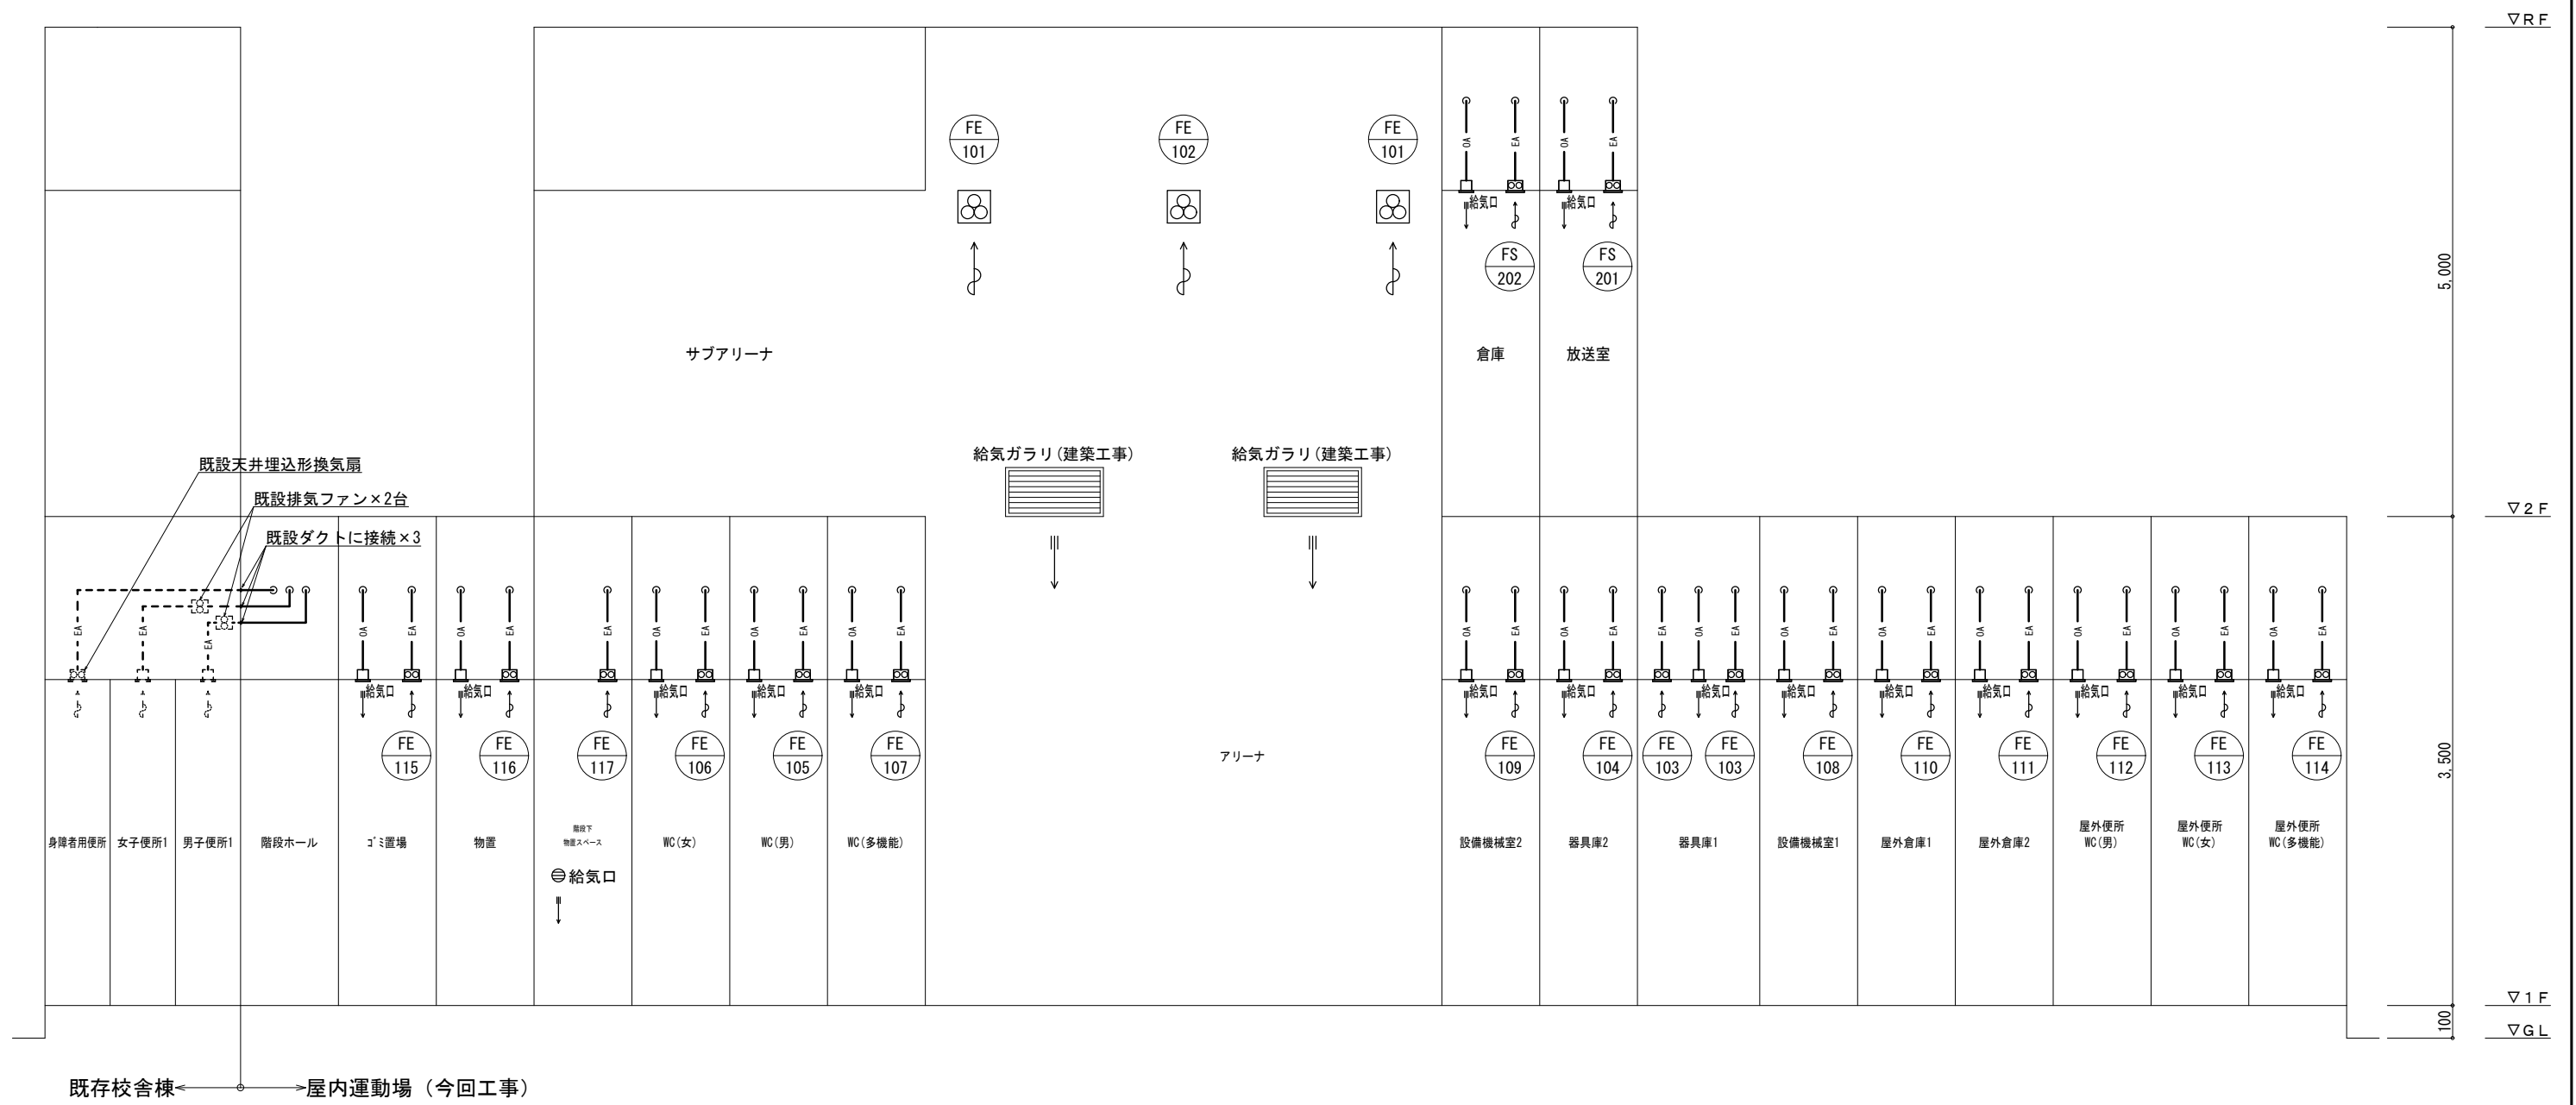 ▽RF
FE
101
FE
102
FE
101
OA
EA
OA
EA
給気口
給気口
FS
202
FS
201
5,000
サブアリーナ
倉庫
放送室
給気ガラリ(建築工事)
給気ガラリ(建築工事)
既設天井埋込形換気扇
既設排気ファン×2台
▽2F
既設ダクトに接続×3
EA
EA
EA
OA
EA
OA
EA
EA
OA
EA
OA
EA
OA
EA
OA
EA
OA
EA
EA
OA
EA
OA
EA
OA
EA
OA
EA
OA
EA
OA
EA
OA
EA
給気口
給気口
給気口
給気口
給気口
給気口
給気口
給気口
給気口
給気口
給気口
給気口
給気口
給気口
FE
115
FE
116
FE
117
FE
106
FE
105
FE
107
アリーナ
FE
109
FE
104
FE
103
FE
103
FE
108
FE
110
FE
111
FE
112
FE
113
FE
114
3,500
身障者用便所
女子便所1
男子便所1
階段ホール
ゴミ置場
物置
階段下
物置スペース
WC(女)
WC(男)
WC(多機能)
設備機械室2
器具庫2
器具庫1
設備機械室1
屋外倉庫1
屋外倉庫2
屋外便所
WC(男)
屋外便所
WC(女)
屋外便所
WC(多機能)
給気口
▽1F
100
▽GL
既存校舎棟
屋内運動場（今回工事）